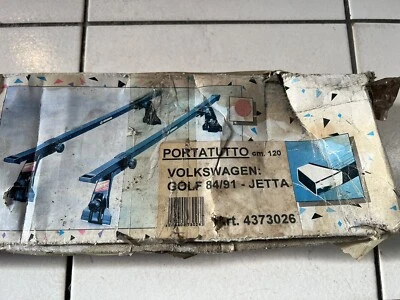 PORTATUTTO cm. 120
VOLKSWAGEN:
GOLF 84/91 - JETTA
Art. 4373026